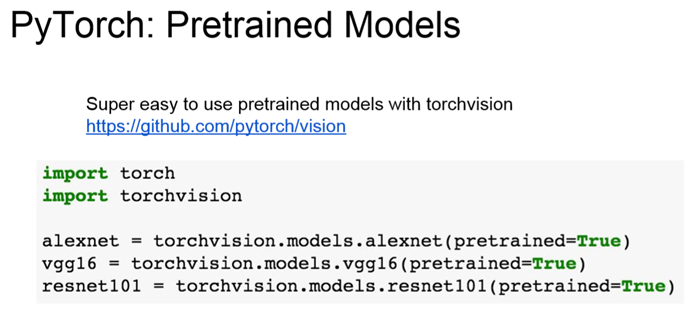 PyTorch: Pretrained Models
Super easy to use pretrained models with torchvision
https://github.com/pytorch/vision
import torch
import torchvision
alexnet = torchvision.models.alexnet(pretrained=True)
vgg16 = torchvision.models.vgg16(pretrained=True)
resnet101 = torchvision.models.resnet101(pretrained=True)